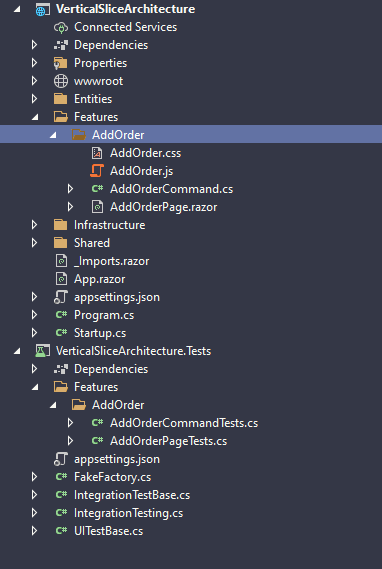 VerticalSliceArchitecture
Connected Services
Dependencies
Properties
wwwroot
Entities
Features
AddOrder
AddOrder.css
AddOrder.js
C# AddOrderCommand.cs
AddOrderPage.razor
Infrastructure
Shared
_Imports.razor
App.razor
appsettings.json
C# Program.cs
C# Startup.cs
VerticalSliceArchitecture.Tests
Dependencies
Features
AddOrder
C# AddOrderCommandTests.cs
C# AddOrderPageTests.cs
appsettings.json
C# FakeFactory.cs
C# IntegrationTestBase.cs
C# IntegrationTesting.cs
C# UITestBase.cs